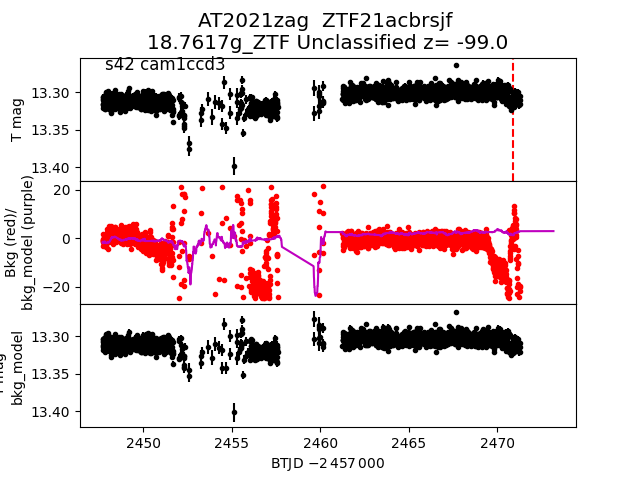 AT2021zag ZTF21acbrsjf
18.7617g_ZTF Unclassified z= -99.0
s42 cam1ccd3
T mag
13.30
13.35
13.40
Bkg (red)/
bkg_model (purple)
20
0
−20
bkg_model
13.30
13.35
13.40
2450 2455 2460 2465 2470
BTJD −2 457 000